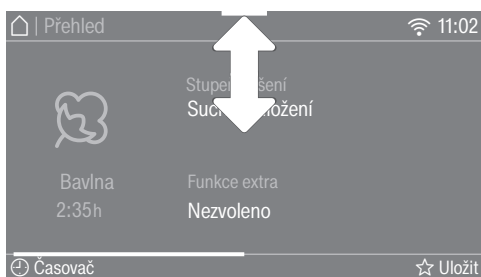 | Přehled 11:02
Bavlna
2:35h
Funkce extra
Nezvoleno
Časovač Uložit